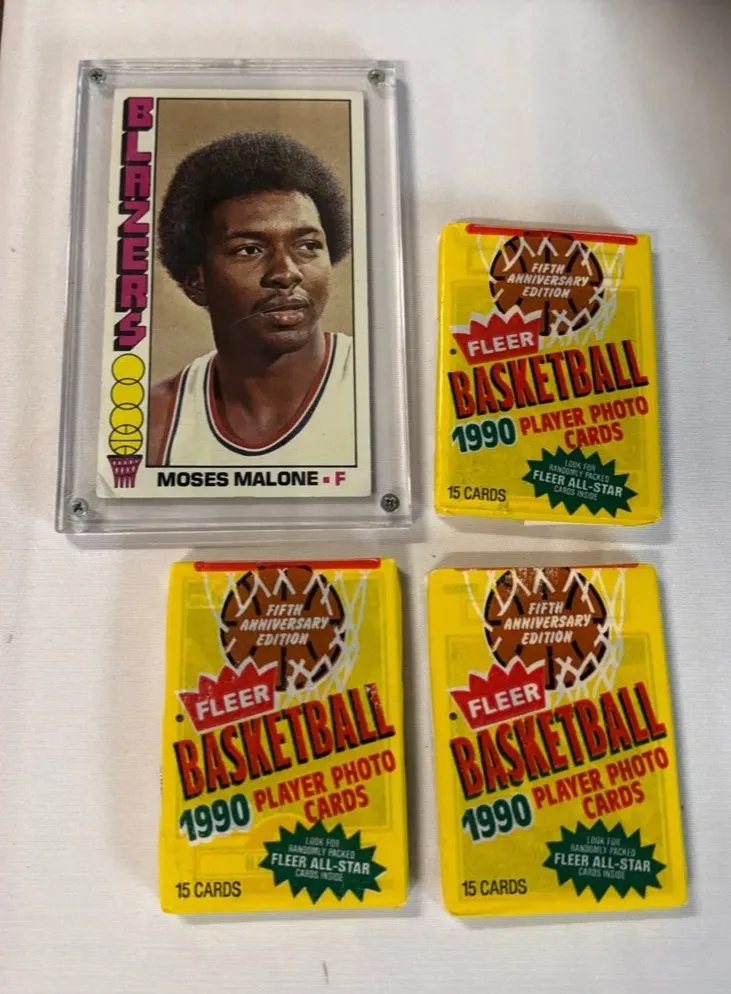 BLAZERS
MOSES MALONE ▪ F
FIFTH
ANNIVERSARY
EDITION
FLEER
BASKETBALL
1990 PLAYER PHOTO
CARDS
LOOK FOR
RANDOMLY PACKED
FLEER ALL-STAR
CARDS INSIDE
15 CARDS
FIFTH
ANNIVERSARY
EDITION
FLEER
BASKETBALL
1990 PLAYER PHOTO
CARDS
LOOK FOR
RANDOMLY PACKED
FLEER ALL-STAR
CARDS INSIDE
15 CARDS
FIFTH
ANNIVERSARY
EDITION
FLEER
BASKETBALL
1990 PLAYER PHOTO
CARDS
LOOK FOR
RANDOMLY PACKED
FLEER ALL-STAR
CARDS INSIDE
15 CARDS